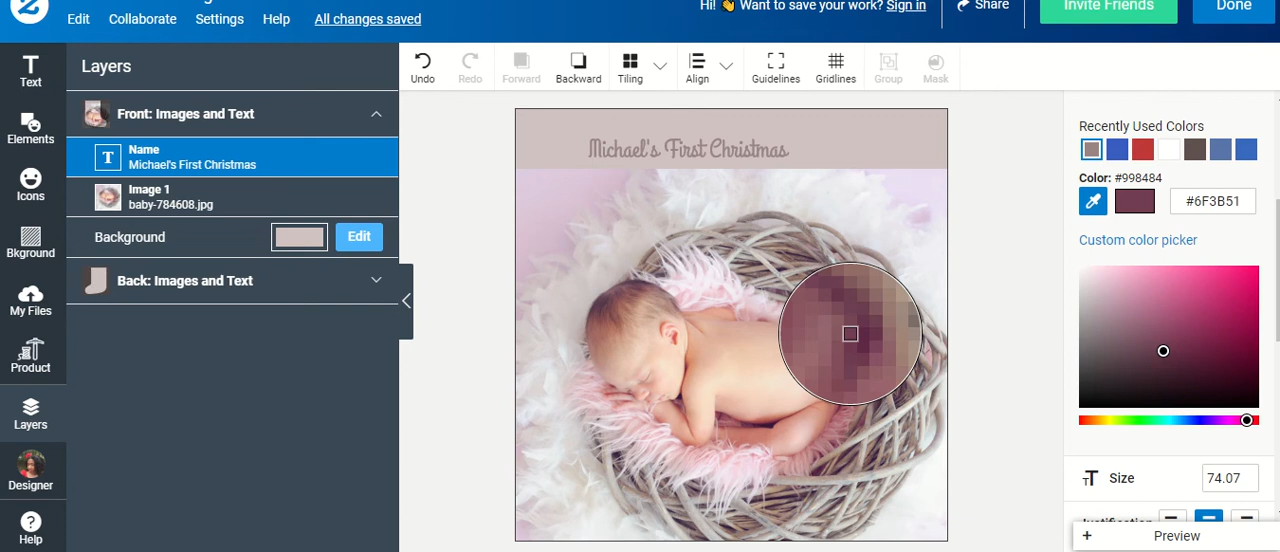 Edit Collaborate Settings Help All changes saved
Hi! 👋 Want to save your work? Sign in
Share
Invite Friends
Done
Text
Elements
Icons
Bkground
My Files
Product
Layers
Designer
Help
Layers
Front: Images and Text
T
Name
Michael's First Christmas
Image 1
baby-784608.jpg
Background
Edit
Back: Images and Text
Undo Redo Forward Backward Tiling Align Guidelines Gridlines Group Mask
Michael's First Christmas
Recently Used Colors
Color: #998484
#6F3B51
Custom color picker
Size
74.07
Justification
+ Preview